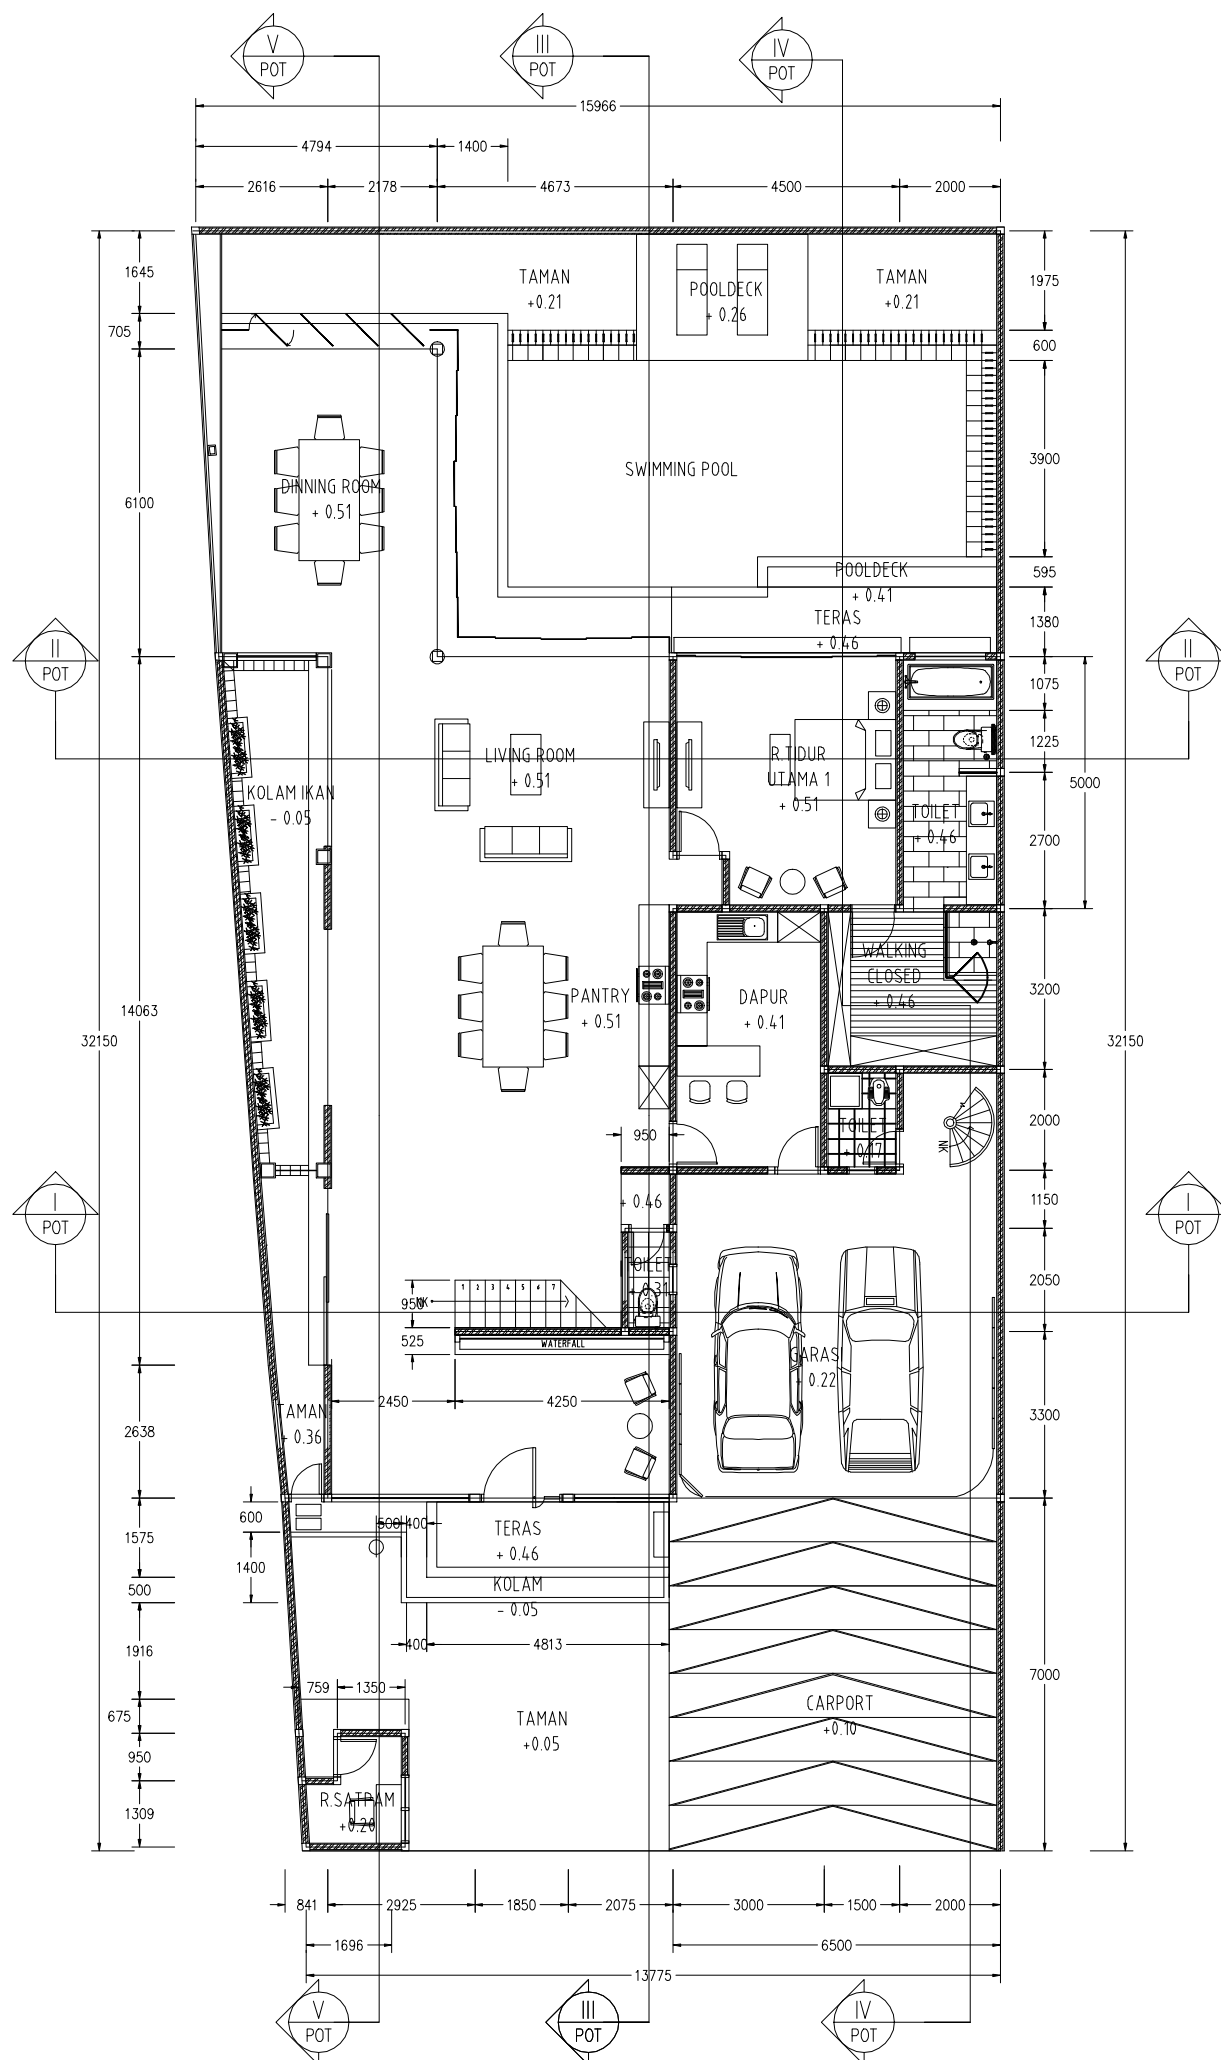 V
POT
III
POT
IV
POT
15966
4794
1400
2616
2178
4673
4500
2000
1645
705
6100
14063
32150
2638
1575
500
1916
675
950
1309
600
1400
TAMAN
+0.21
POOLDECK
+ 0.26
TAMAN
+0.21
1975
600
3900
595
1380
1075
1225
5000
2700
3200
32150
2000
1150
2050
3300
7000
SWIMMING POOL
DINNING ROOM
+ 0.51
POOLDECK
+ 0.41
TERAS
+ 0.46
II
POT
II
POT
LIVING ROOM
+ 0.51
R.TIDUR
UTAMA 1
+ 0.51
KOLAM IKAN
- 0.05
TOILET
+ 0.46
WALKING
CLOSED
+ 0.46
PANTRY
+ 0.51
DAPUR
+ 0.41
TOILET
+ 0.17
NK
950
+ 0.46
I
POT
I
POT
TOILET
+ 0.31
1 2 3 4 5 6 7
NK
950
525
WATERFALL
GARASI
+ 0.22
2450
4250
TAMAN
+ 0.36
500
400
TERAS
+ 0.46
KOLAM
- 0.05
400
4813
759
1350
TAMAN
+0.05
CARPORT
+0.10
R.SATPAM
+0.20
841
2925
1850
2075
3000
1500
2000
1696
6500
13775
V
POT
III
POT
IV
POT